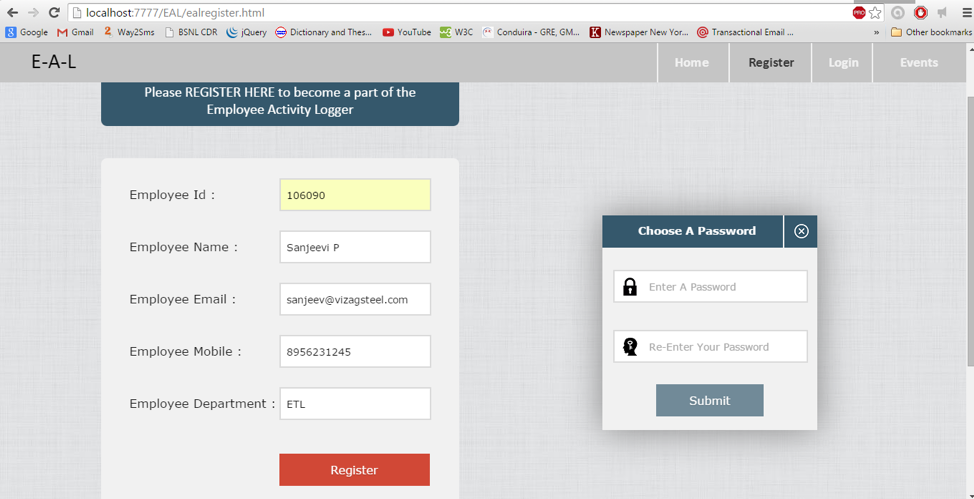 localhost:7777/EAL/ealregister.html
PRO
Google
Gmail
Way2Sms
BSNL CDR
jQuery
Dictionary and Thes...
YouTube
W3C
Conduira - GRE, GM...
Newspaper New Yor...
Transactional Email ...
»
Other bookmarks
E-A-L
Home
Register
Login
Events
Please REGISTER HERE to become a part of the
Employee Activity Logger
Employee Id :
106090
Employee Name :
Sanjeevi P
Employee Email :
sanjeev@vizagsteel.com
Employee Mobile :
8956231245
Employee Department :
ETL
Register
Choose A Password
Enter A Password
Re-Enter Your Password
Submit